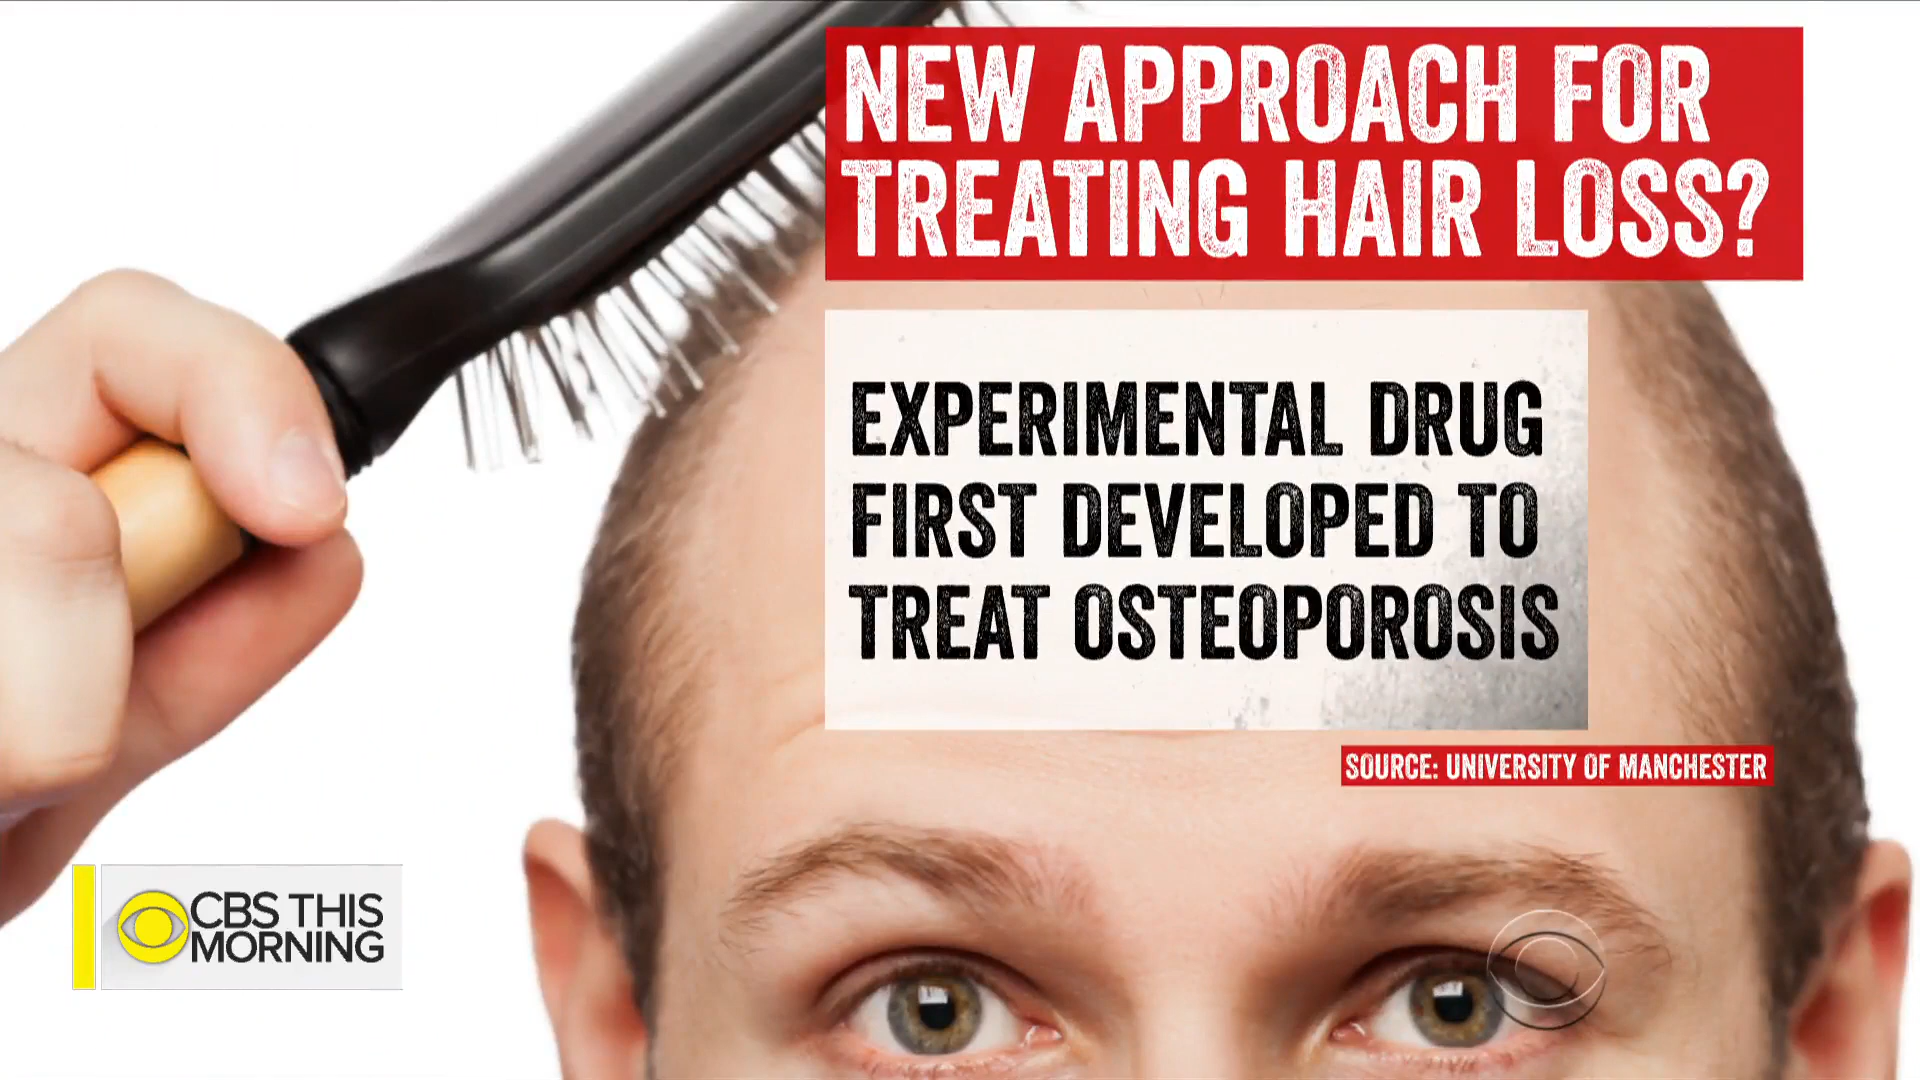 NEW APPROACH FOR
TREATING HAIR LOSS?
EXPERIMENTAL DRUG
FIRST DEVELOPED TO
TREAT OSTEOPOROSIS
SOURCE: UNIVERSITY OF MANCHESTER
CBS THIS
MORNING